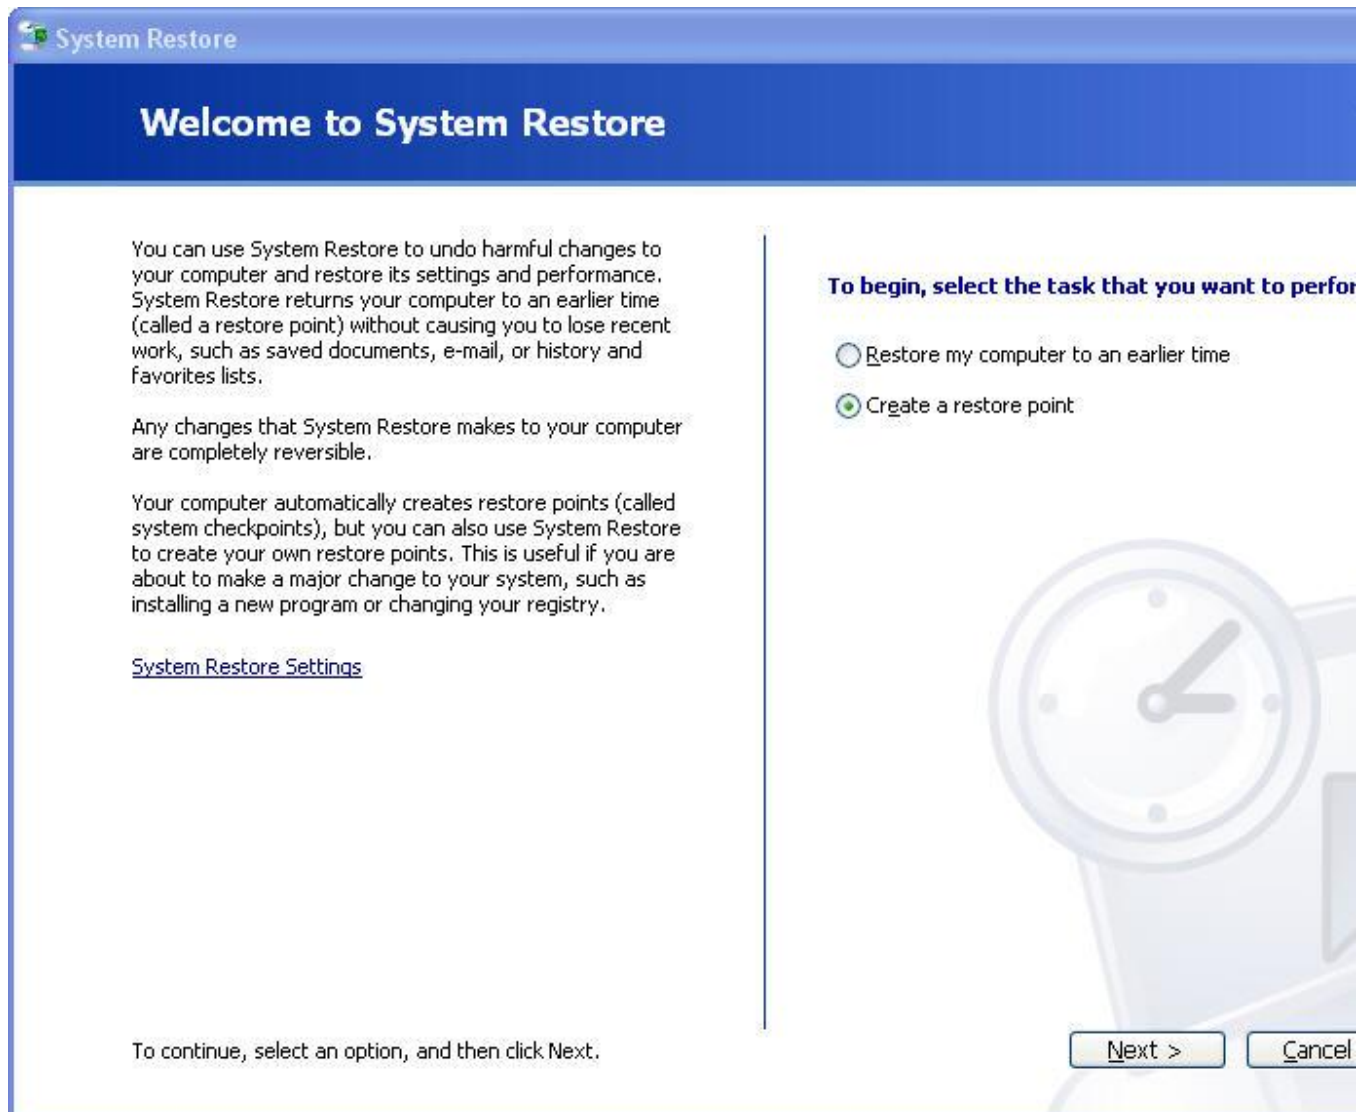 System Restore
Welcome to System Restore
You can use System Restore to undo harmful changes to
your computer and restore its settings and performance.
System Restore returns your computer to an earlier time
(called a restore point) without causing you to lose recent
work, such as saved documents, e-mail, or history and
favorites lists.
Any changes that System Restore makes to your computer
are completely reversible.
Your computer automatically creates restore points (called
system checkpoints), but you can also use System Restore
to create your own restore points. This is useful if you are
about to make a major change to your system, such as
installing a new program or changing your registry.
System Restore Settings
To begin, select the task that you want to perfor
Restore my computer to an earlier time
Create a restore point
To continue, select an option, and then click Next.
Next >
Cancel